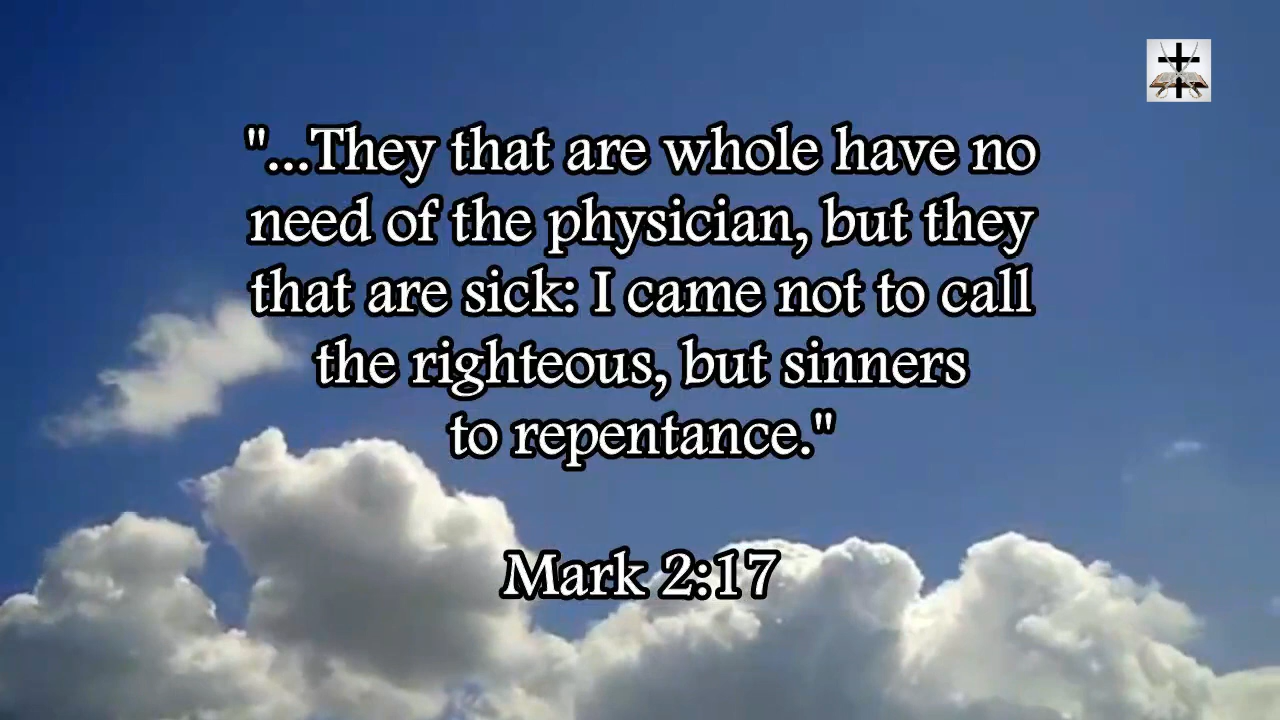 "...They that are whole have no
need of the physician, but they
that are sick: I came not to call
the righteous, but sinners
to repentance."
Mark 2:17